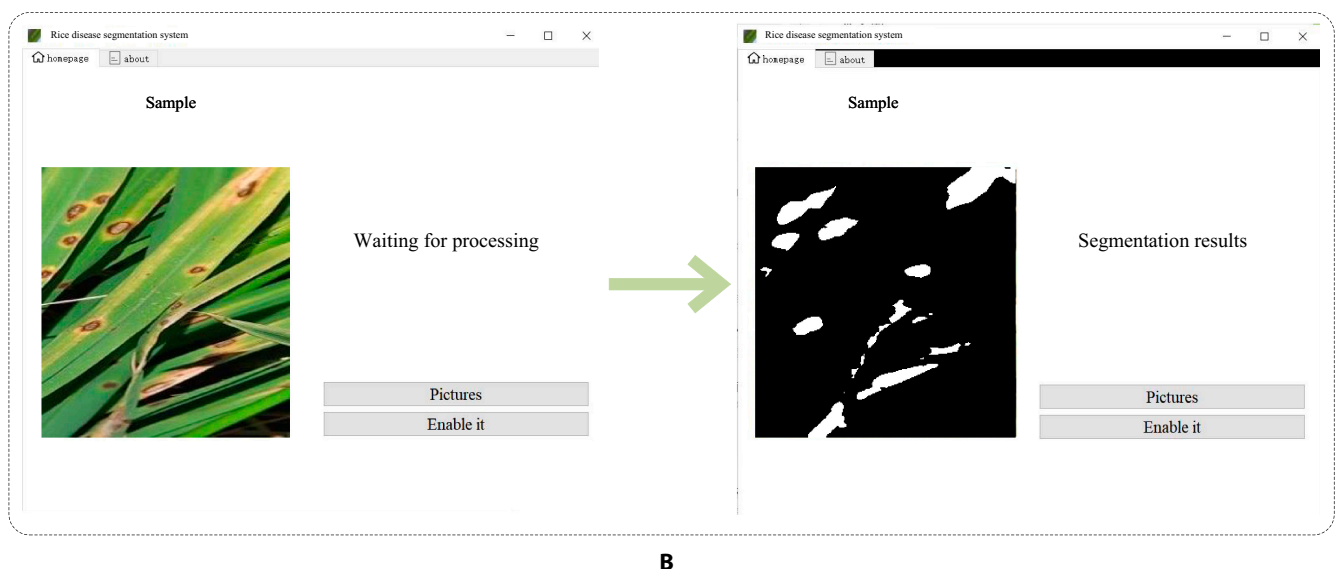 Rice disease segmentation system
homepage about
Sample
Waiting for processing
Pictures
Enable it
Rice disease segmentation system
homepage about
Sample
Segmentation results
Pictures
Enable it
B